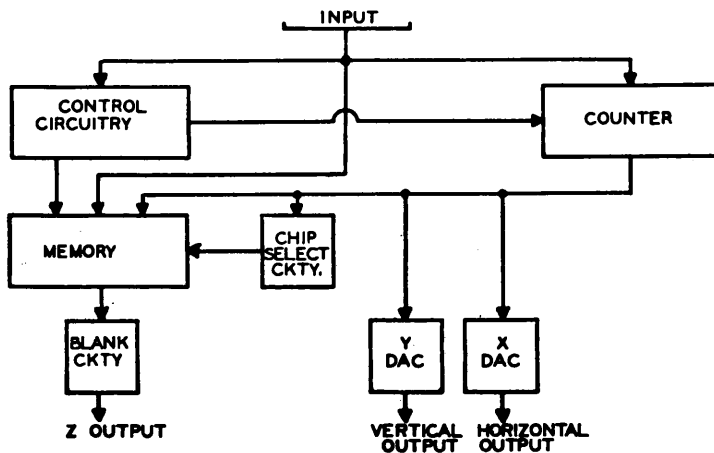 INPUT
CONTROL
CIRCUITRY
COUNTER
MEMORY
CHIP
SELECT
CKTY.
BLANK
CKTY
Y
DAC
X
DAC
Z OUTPUT
VERTICAL
OUTPUT
HORIZONTAL
OUTPUT